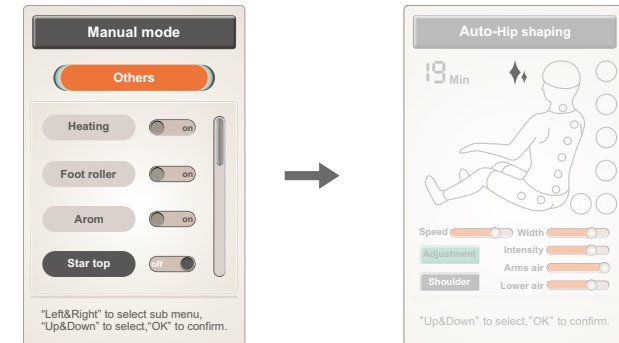 Manual mode
Others
Heating on
Foot roller on
Arom on
Star top off
“Left&Right” to select sub menu,
“Up&Down” to select,“OK” to confirm.
Auto-Hip shaping
19 Min
Speed Width
Adjustment Intensity
Arms air
Shoulder Lower air
“Up&Down” to select,“OK” to confirm.